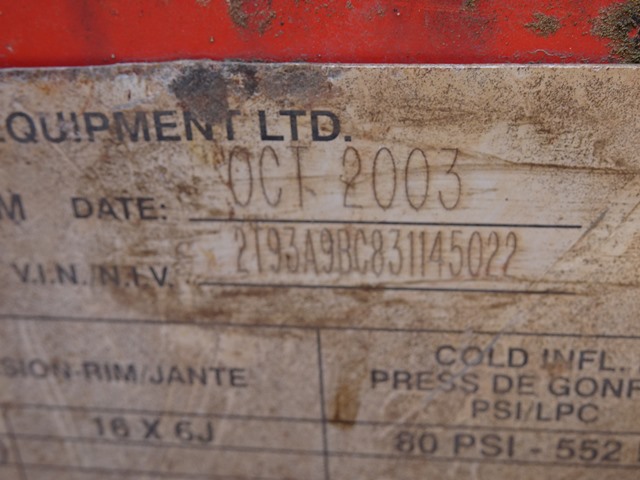 EQUIPMENT LTD.
M DATE: OCT 2003
V.I.N./N.I.V. 2T93A9BC831145022
SION-RIM/JANTE
COLD INFL.
PRESS DE GONF
PSI/LPC
16 X 6J
80 PSI - 552